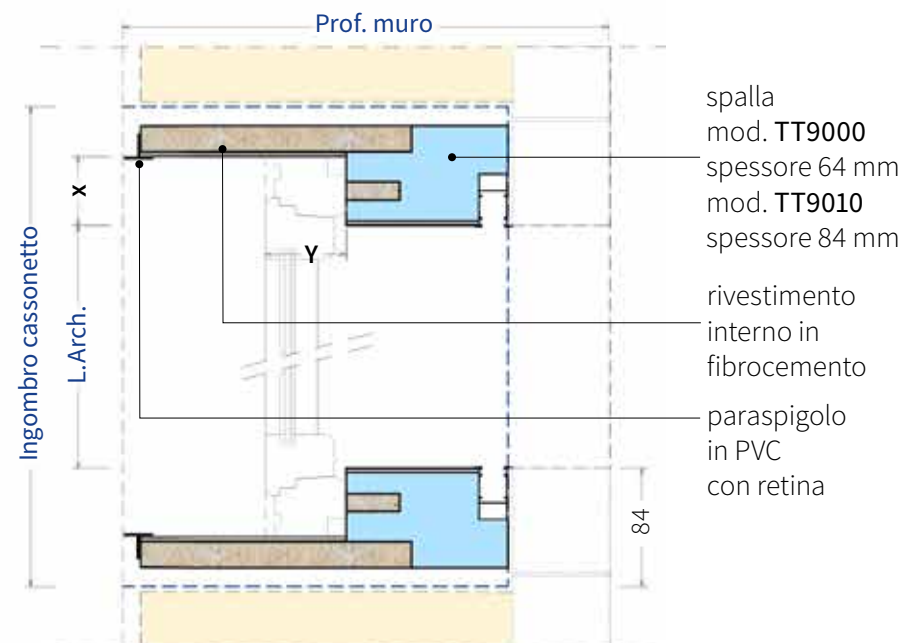 Prof. muro
spalla
mod. TT9000
spessore 64 mm
mod. TT9010
spessore 84 mm
rivestimento
interno in
fibrocemento
paraspigolo
in PVC
con retina
Ingombro cassonetto
L.Arch.
x
Y
84